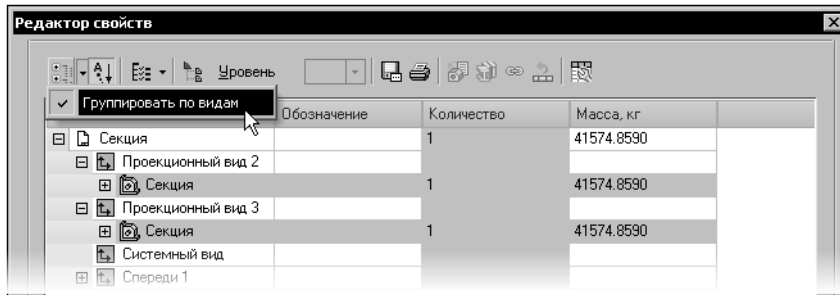 Редактор свойств
Уровень
Группировать по видам
Обозначение Количество Масса, кг
Секция 1 41574.8590
Проекционный вид 2
Секция 1 41574.8590
Проекционный вид 3
Секция 1 41574.8590
Системный вид
Спереди 1